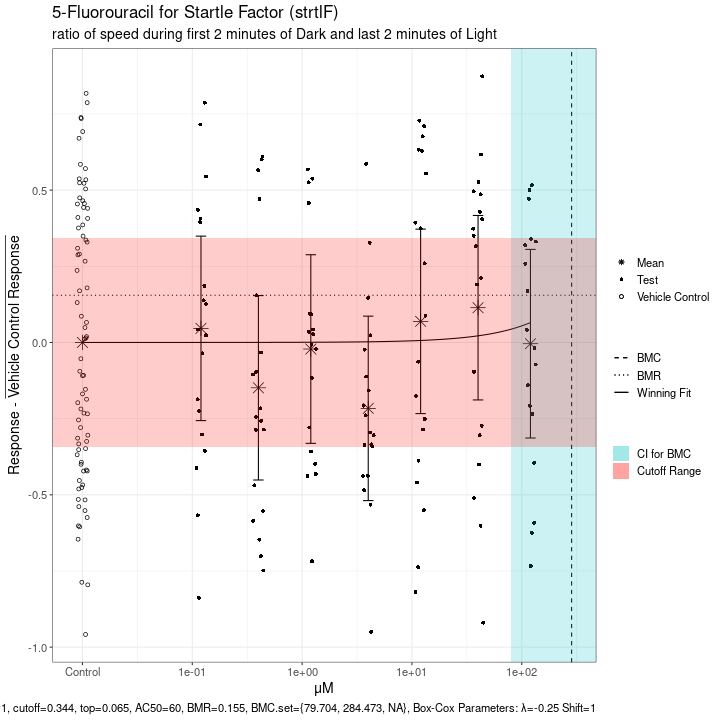 5-Fluorouracil for Startle Factor (strtlF)
ratio of speed during first 2 minutes of Dark and last 2 minutes of Light
Response - Vehicle Control Response
0.5
0.0
-0.5
-1.0
Control
1e-01
1e+00
1e+01
1e+02
μM
Mean
Test
Vehicle Control
BMC
BMR
Winning Fit
CI for BMC
Cutoff Range
1, cutoff=0.344, top=0.065, AC50=60, BMR=0.155, BMC.set={79.704, 284.473, NA}, Box-Cox Parameters: λ=-0.25 Shift=1